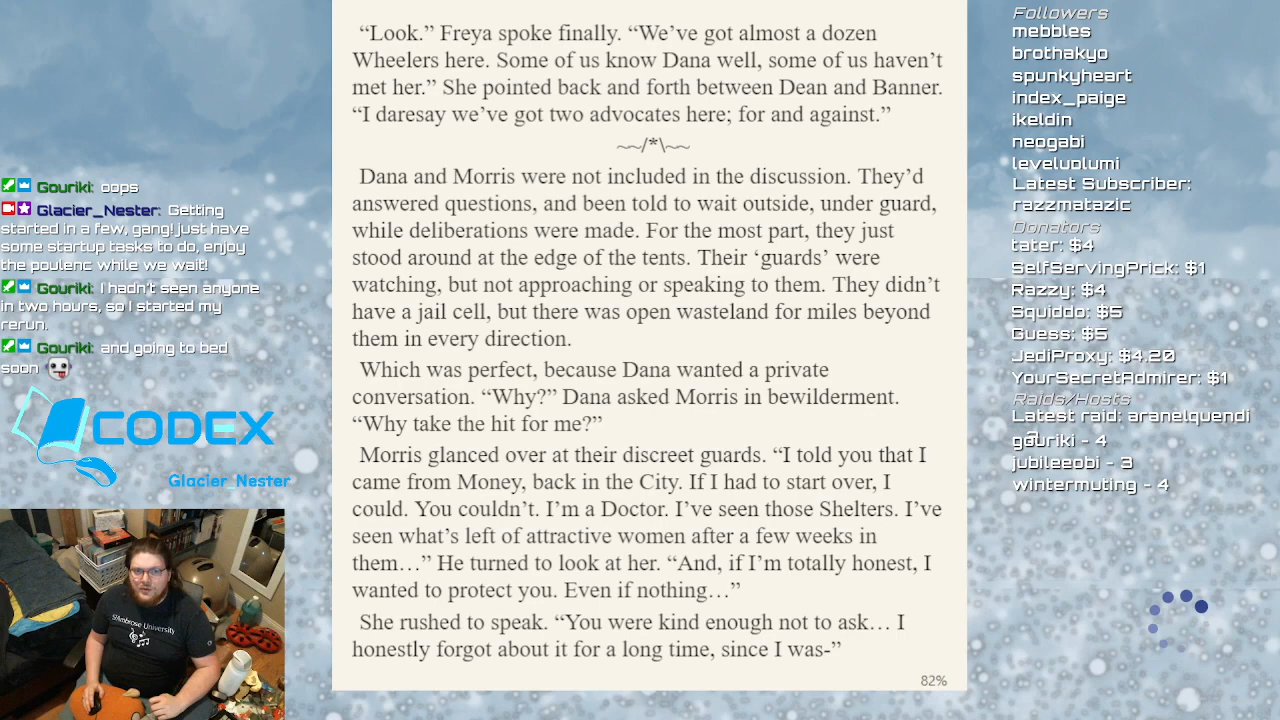 “Look.” Freya spoke finally. “We’ve got almost a dozen
Wheelers here. Some of us know Dana well, some of us haven’t
met her.” She pointed back and forth between Dean and Banner.
“I daresay we’ve got two advocates here; for and against.”
~~/*\~~
Dana and Morris were not included in the discussion. They’d
answered questions, and been told to wait outside, under guard,
while deliberations were made. For the most part, they just
stood around at the edge of the tents. Their ‘guards’ were
watching, but not approaching or speaking to them. They didn’t
have a jail cell, but there was open wasteland for miles beyond
them in every direction.
Which was perfect, because Dana wanted a private
conversation. “Why?” Dana asked Morris in bewilderment.
“Why take the hit for me?”
Morris glanced over at their discreet guards. “I told you that I
came from Money, back in the City. If I had to start over, I
could. You couldn’t. I’m a Doctor. I’ve seen those Shelters. I’ve
seen what’s left of attractive women after a few weeks in
them…” He turned to look at her. “And, if I’m totally honest, I
wanted to protect you. Even if nothing…”
She rushed to speak. “You were kind enough not to ask… I
honestly forgot about it for a long time, since I was-”
82%
Gouriki: oops
Glacier_Nester: Getting
started in a few, gang! just have
some startup tasks to do, enjoy
the poulenc while we wait!
Gouriki: I hadn't seen anyone
in two hours, so I started my
rerun.
Gouriki: and going to bed
soon
CODEX
Glacier_Nester
St.Ambrose University
Followers
mebbles
brothakyo
spunkyheart
index_paige
ikeldin
neogabi
leveluplumi
Latest Subscriber:
razzmatazic
Donators
tater: $4
SelfServingPrick: $1
Razzy: $4
Squiddo: $5
Guess: $5
JediProxy: $4.20
YourSecretAdmirer: $1
Raids/Hosts
Latest raid: aranelquendi
gouriki - 4
jubileeobi - 3
wintermuting - 4